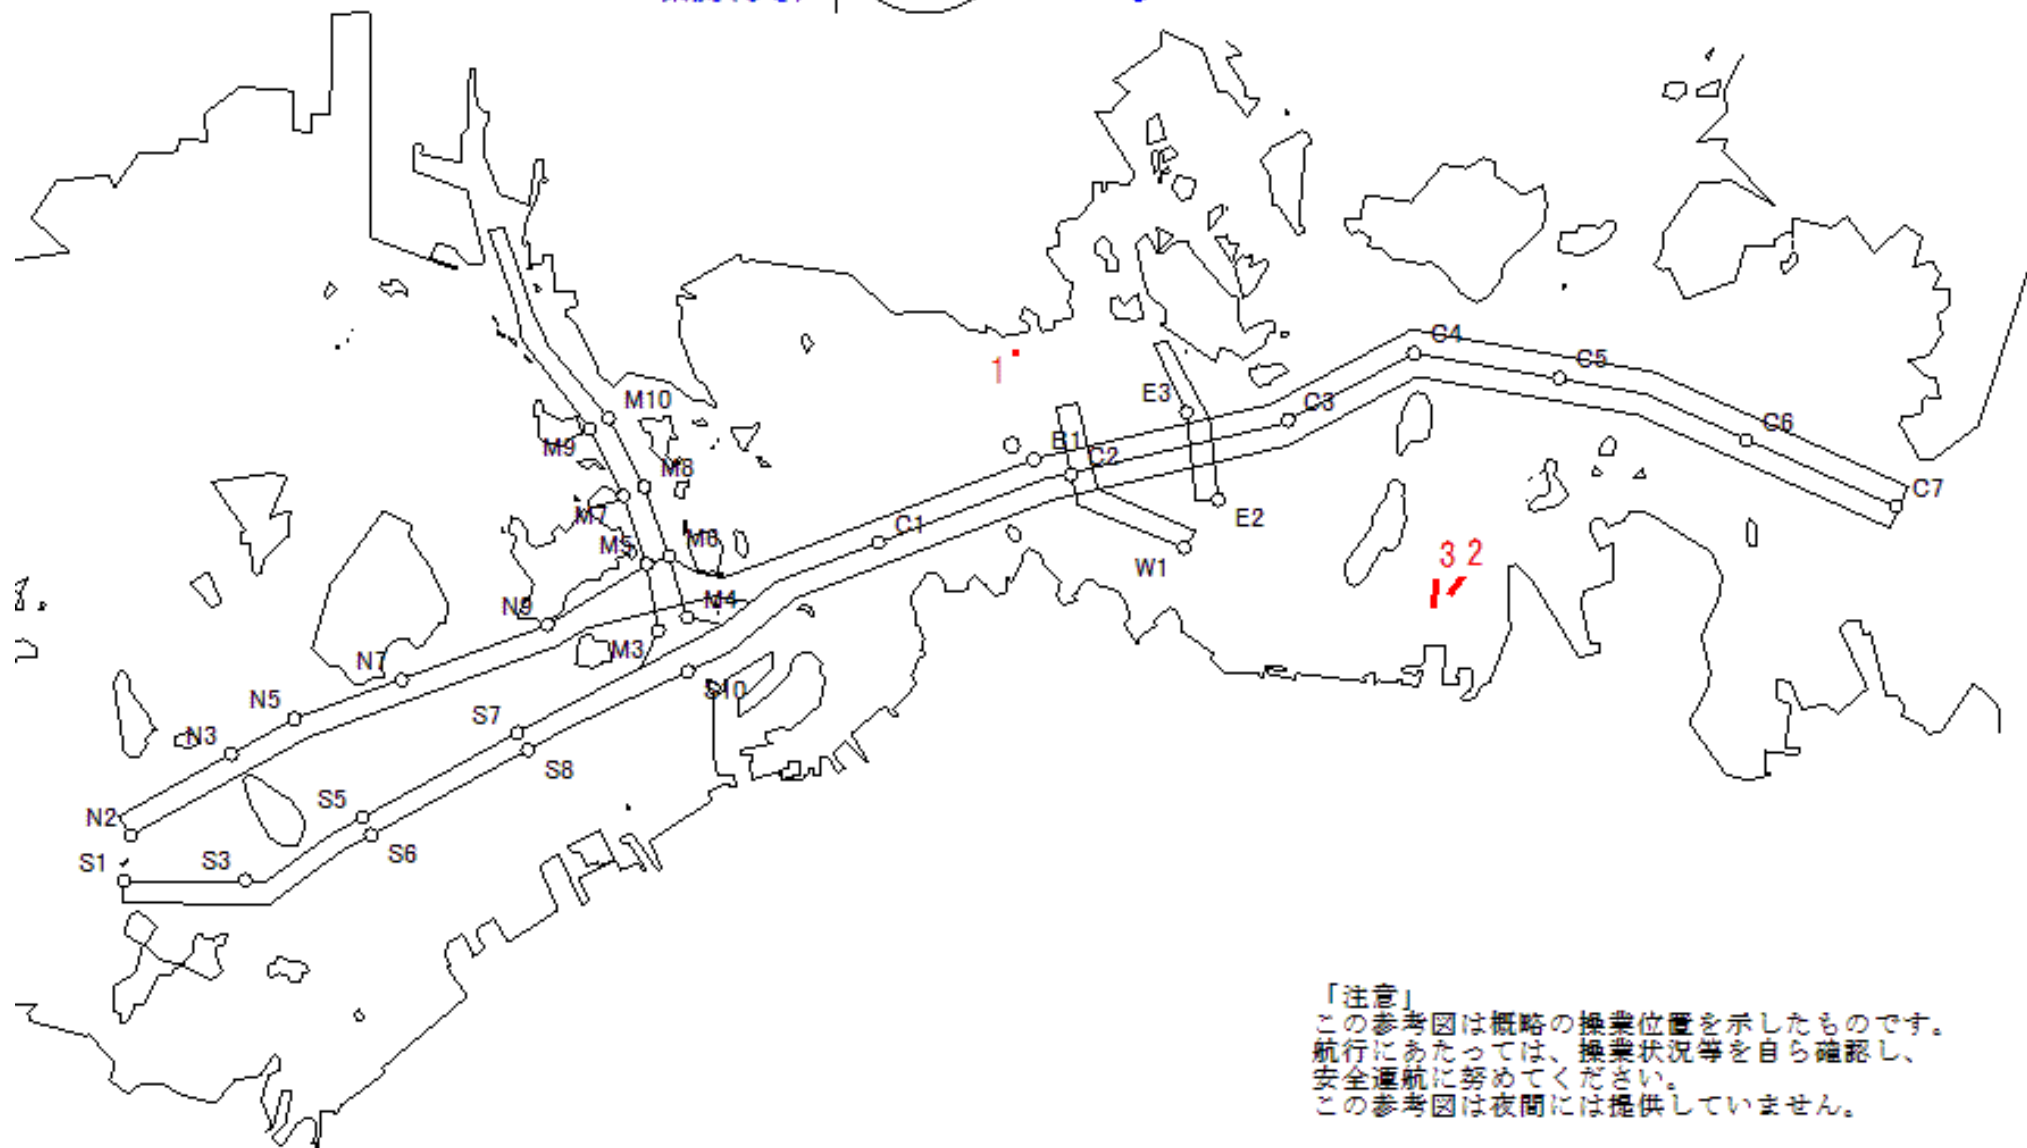 1
C4
C5
E3
C3
M10
M9
B1
C2
C6
M8
C7
M7
E2
C1
M6
M5
W1
3
2
N9
M4
M3
N7
S10
N5
S7
N3
S8
S5
N2
S6
S1
S3
「注意」
この参考図は概略の操業位置を示したものです。
航行にあたっては、操業状況等を自ら確認し、
安全運航に努めてください。
この参考図は夜間には提供していません。